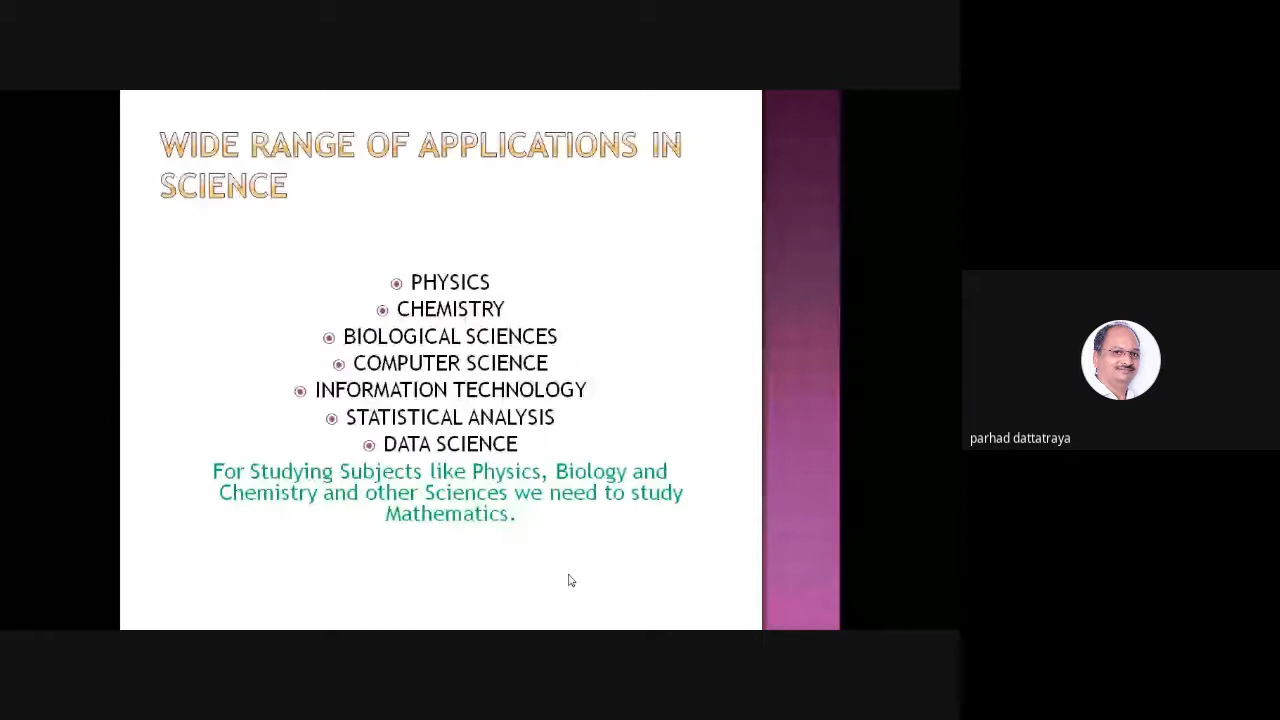 WIDE RANGE OF APPLICATIONS IN
SCIENCE
PHYSICS
CHEMISTRY
BIOLOGICAL SCIENCES
COMPUTER SCIENCE
INFORMATION TECHNOLOGY
STATISTICAL ANALYSIS
DATA SCIENCE
For Studying Subjects like Physics, Biology and
Chemistry and other Sciences we need to study
Mathematics.
parhad dattatraya